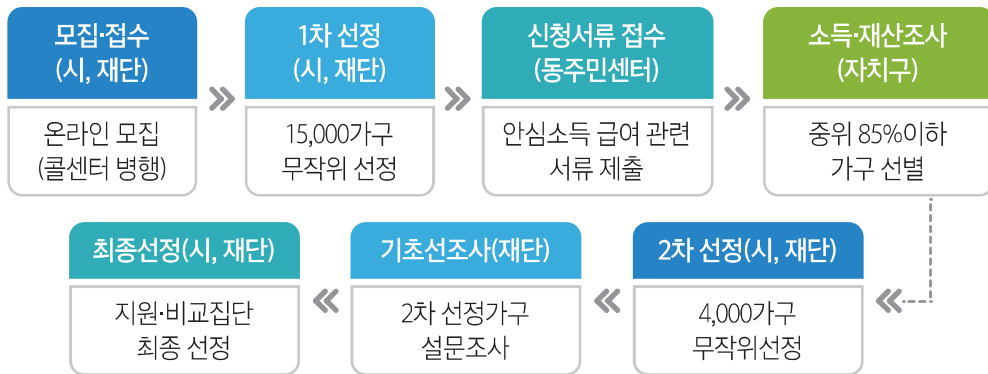 모집·접수
(시, 재단)
온라인 모집
(콜센터 병행)
1차 선정
(시, 재단)
15,000가구
무작위 선정
신청서류 접수
(동주민센터)
안심소득 급여 관련
서류 제출
소득·재산조사
(자치구)
중위 85%이하
가구 선별
2차 선정(시, 재단)
4,000가구
무작위선정
기초선조사(재단)
2차 선정가구
설문조사
최종선정(시, 재단)
지원·비교집단
최종 선정